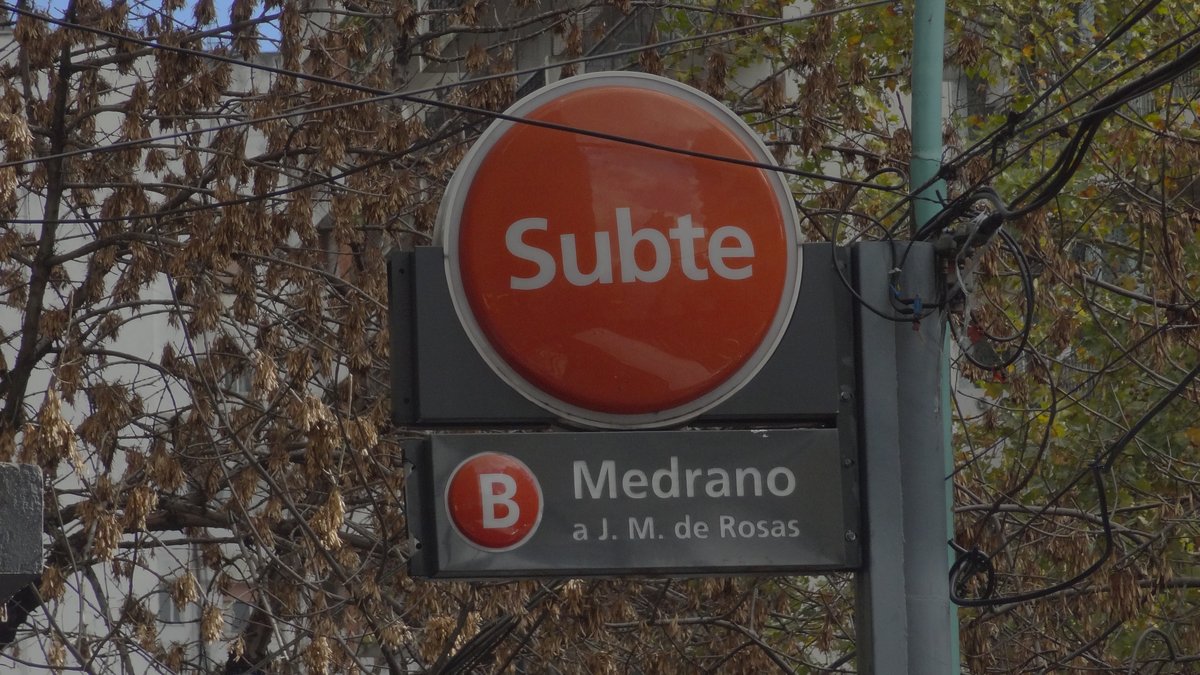 Subte
B
Medrano
a J. M. de Rosas